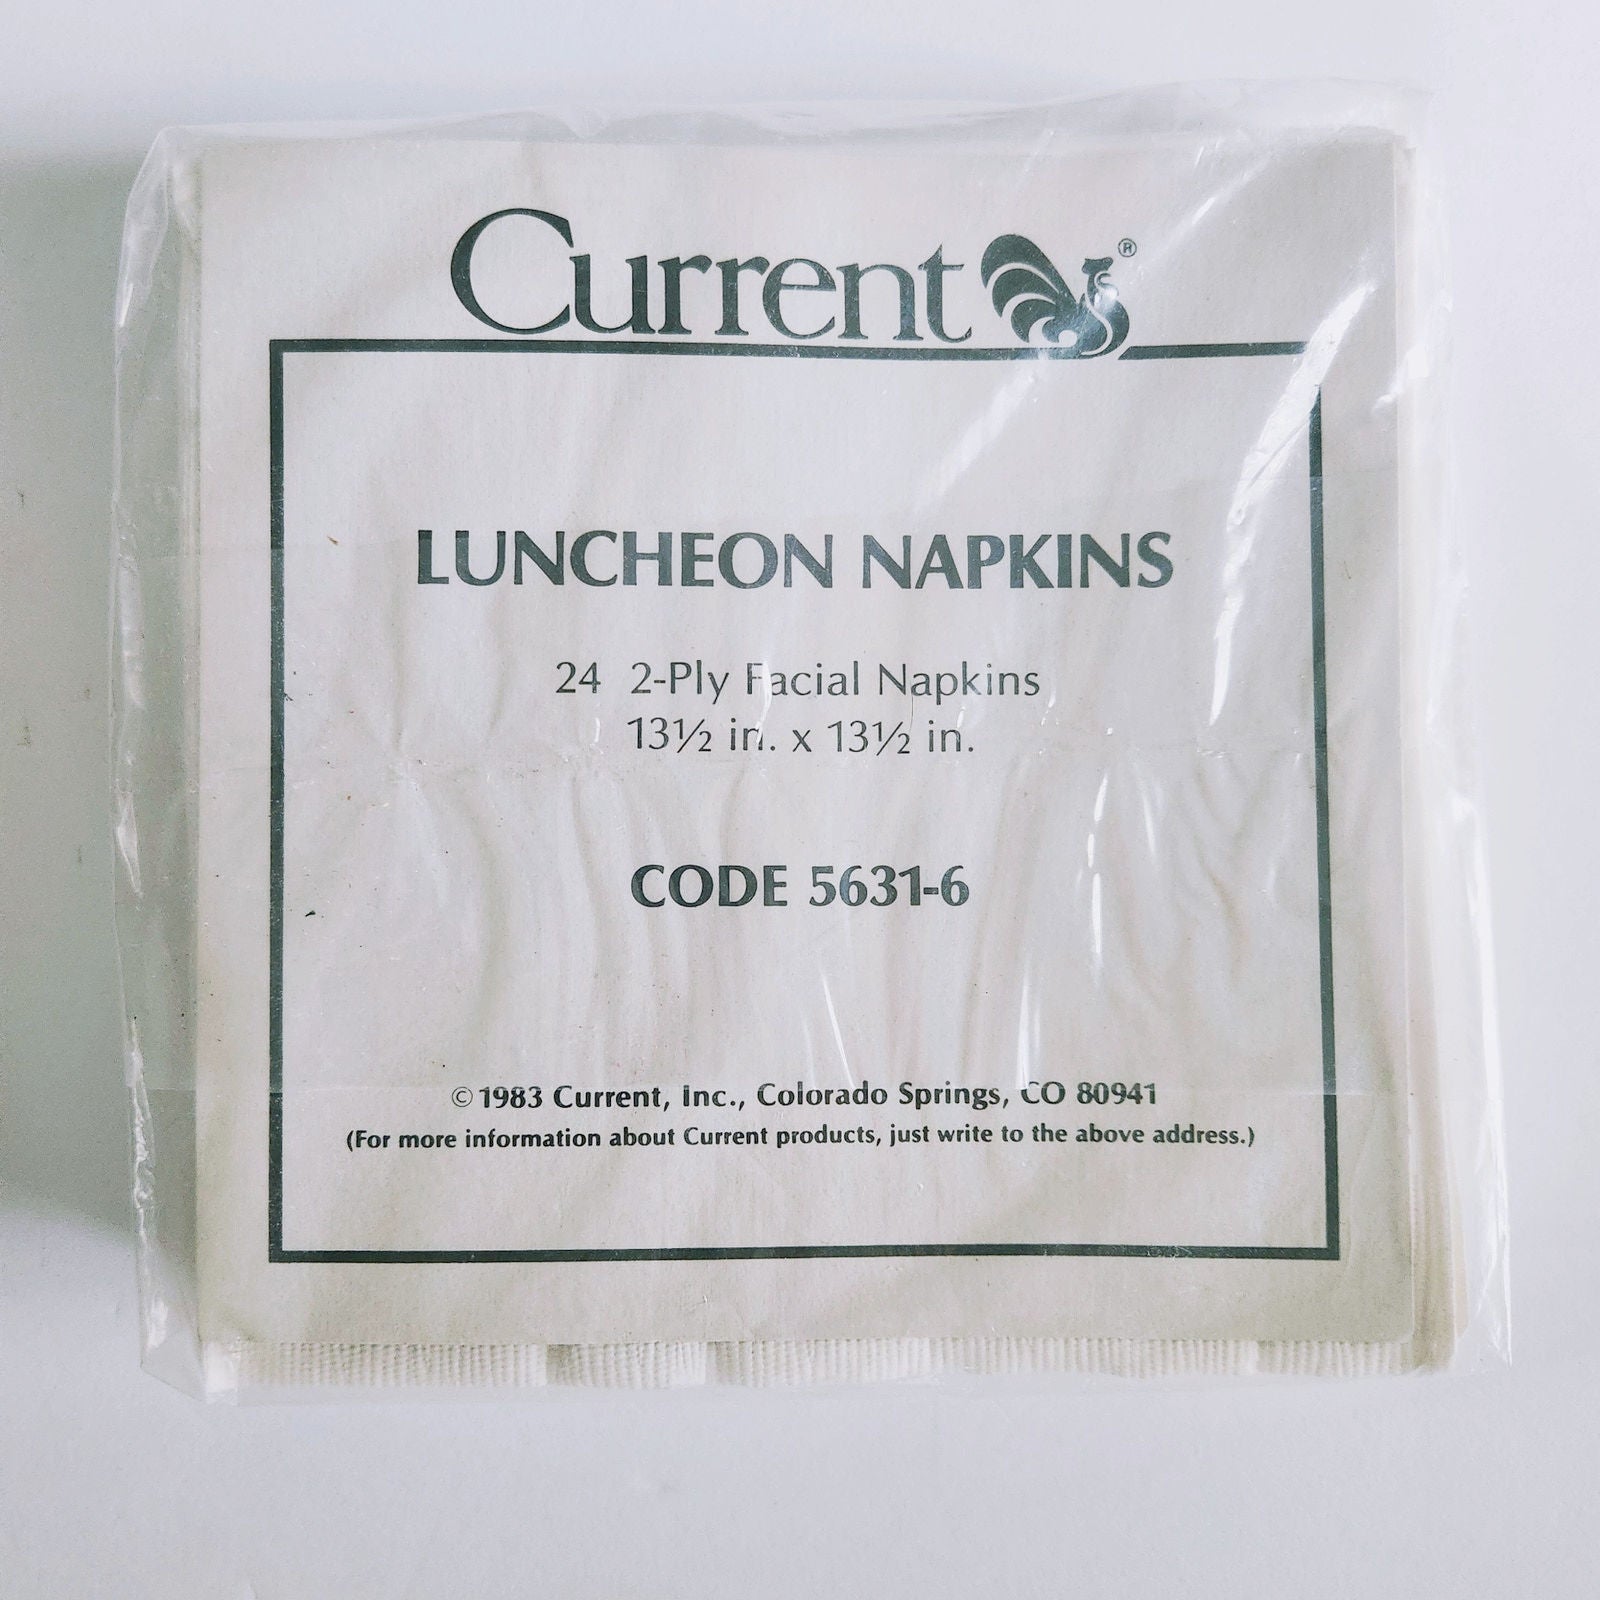 Current®
LUNCHEON NAPKINS
24 2-Ply Facial Napkins
13½ in. x 13½ in.
CODE 5631-6
© 1983 Current, Inc., Colorado Springs, CO 80941
(For more information about Current products, just write to the above address.)